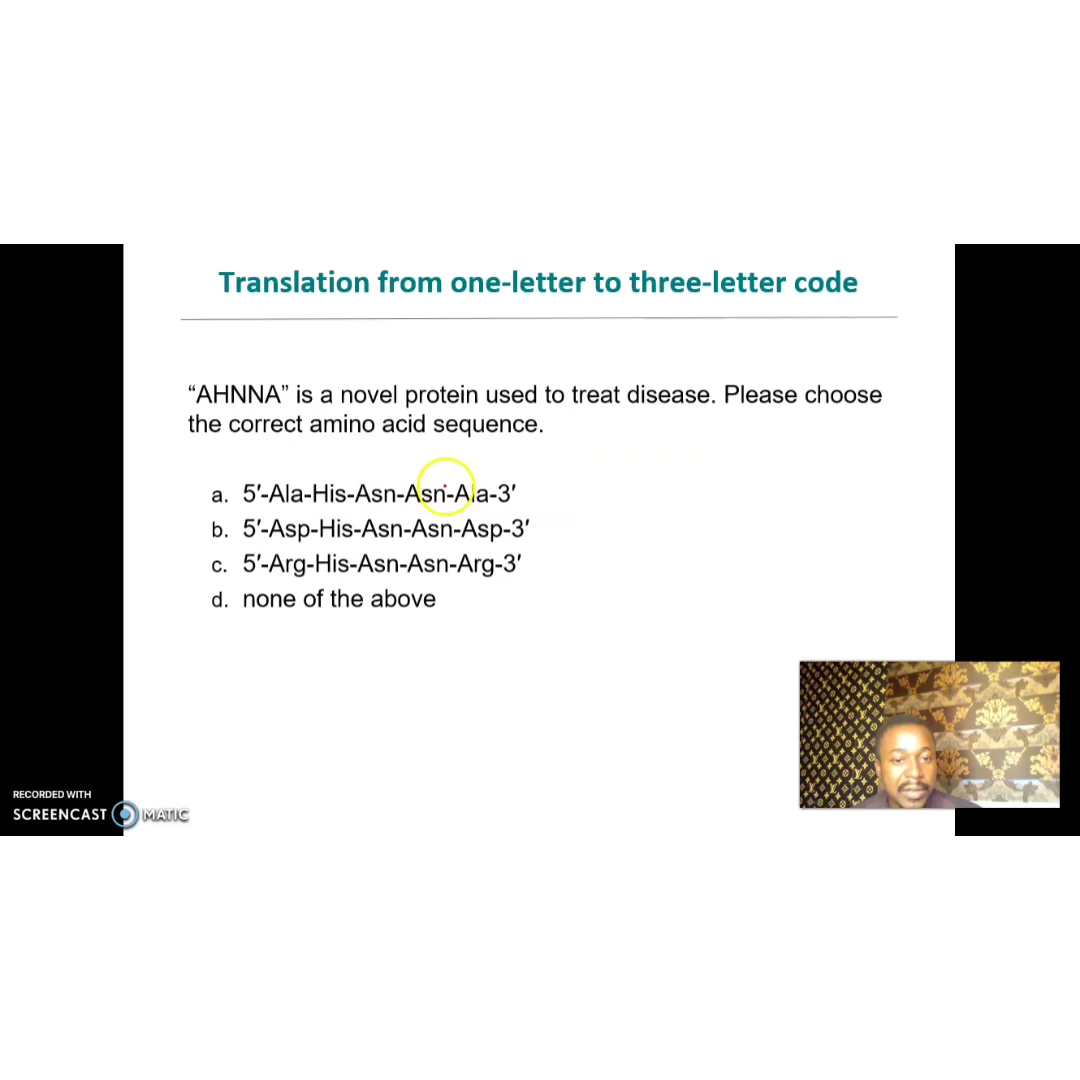 Translation from one-letter to three-letter code
“AHNNA” is a novel protein used to treat disease. Please choose
the correct amino acid sequence.
a. 5′-Ala-His-Asn-Asn-Ala-3′
b. 5′-Asp-His-Asn-Asn-Asp-3′
c. 5′-Arg-His-Asn-Asn-Arg-3′
d. none of the above
RECORDED WITH
SCREENCAST MATIC